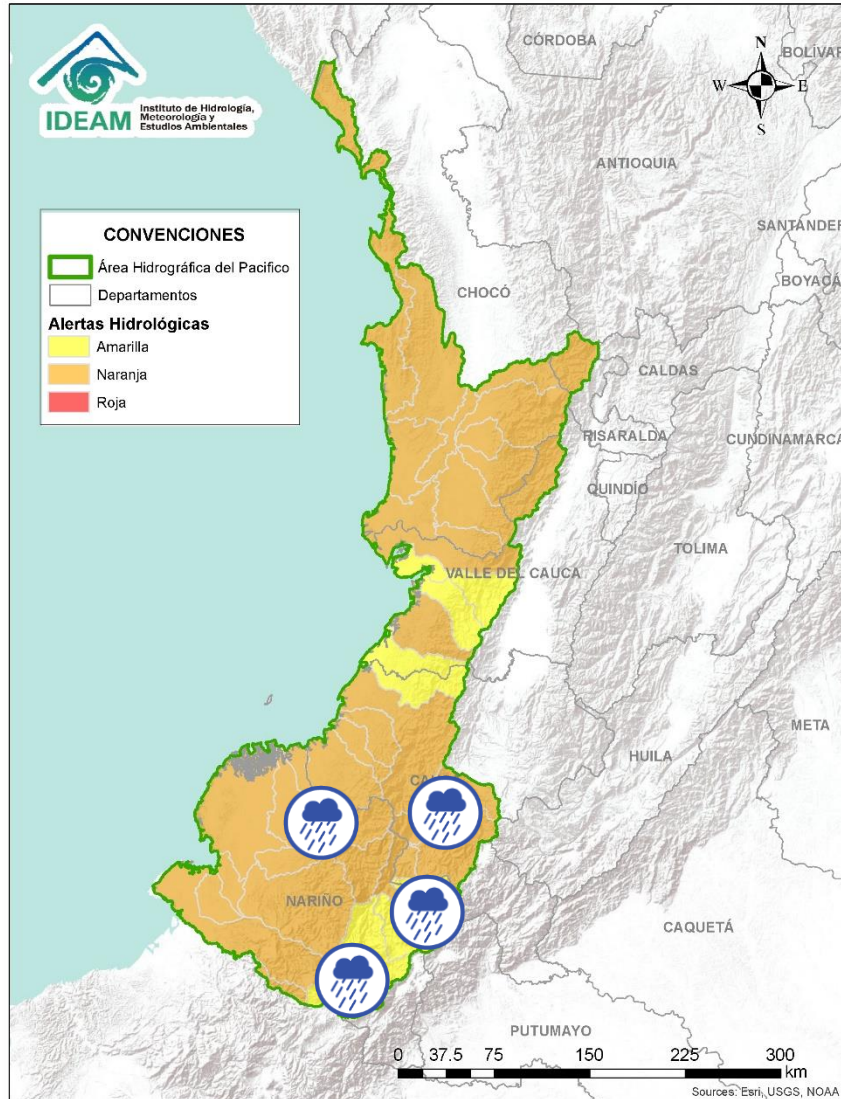 IDEAM
Instituto de Hidrología,
Meteorología y
Estudios Ambientales
N
W E
S
CÓRDOBA
BOLÍVAR
ANTIOQUIA
SANTANDER
BOYACÁ
CHOCÓ
CONVENCIONES
Área Hidrográfica del Pacifico
Departamentos
Alertas Hidrológicas
Amarilla
Naranja
Roja
CALDAS
RISARALDA
CUNDINAMARCA
QUINDÍO
TOLIMA
VALLE DEL CAUCA
META
HUILA
NARIÑO
CAQUETÁ
PUTUMAYO
0 37.5 75 150 225 300
km
Sources: Esri, USGS, NOAA